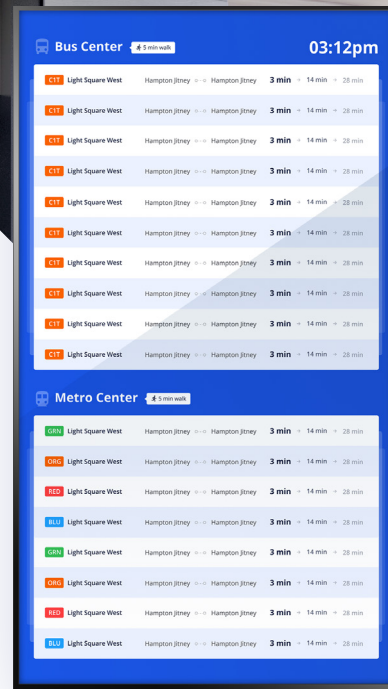 Bus Center 5 min walk 03:12pm
C1T Light Square West Hampton Jitney Hampton Jitney 3 min 14 min 28 min
C1T Light Square West Hampton Jitney Hampton Jitney 3 min 14 min 28 min
C1T Light Square West Hampton Jitney Hampton Jitney 3 min 14 min 28 min
C1T Light Square West Hampton Jitney Hampton Jitney 3 min 14 min 28 min
C1T Light Square West Hampton Jitney Hampton Jitney 3 min 14 min 28 min
C1T Light Square West Hampton Jitney Hampton Jitney 3 min 14 min 28 min
C1T Light Square West Hampton Jitney Hampton Jitney 3 min 14 min 28 min
C1T Light Square West Hampton Jitney Hampton Jitney 3 min 14 min 28 min
C1T Light Square West Hampton Jitney Hampton Jitney 3 min 14 min 28 min
C1T Light Square West Hampton Jitney Hampton Jitney 3 min 14 min 28 min
Metro Center 5 min walk
GRN Light Square West Hampton Jitney Hampton Jitney 3 min 14 min 28 min
ORG Light Square West Hampton Jitney Hampton Jitney 3 min 14 min 28 min
RED Light Square West Hampton Jitney Hampton Jitney 3 min 14 min 28 min
BLU Light Square West Hampton Jitney Hampton Jitney 3 min 14 min 28 min
GRN Light Square West Hampton Jitney Hampton Jitney 3 min 14 min 28 min
ORG Light Square West Hampton Jitney Hampton Jitney 3 min 14 min 28 min
RED Light Square West Hampton Jitney Hampton Jitney 3 min 14 min 28 min
BLU Light Square West Hampton Jitney Hampton Jitney 3 min 14 min 28 min